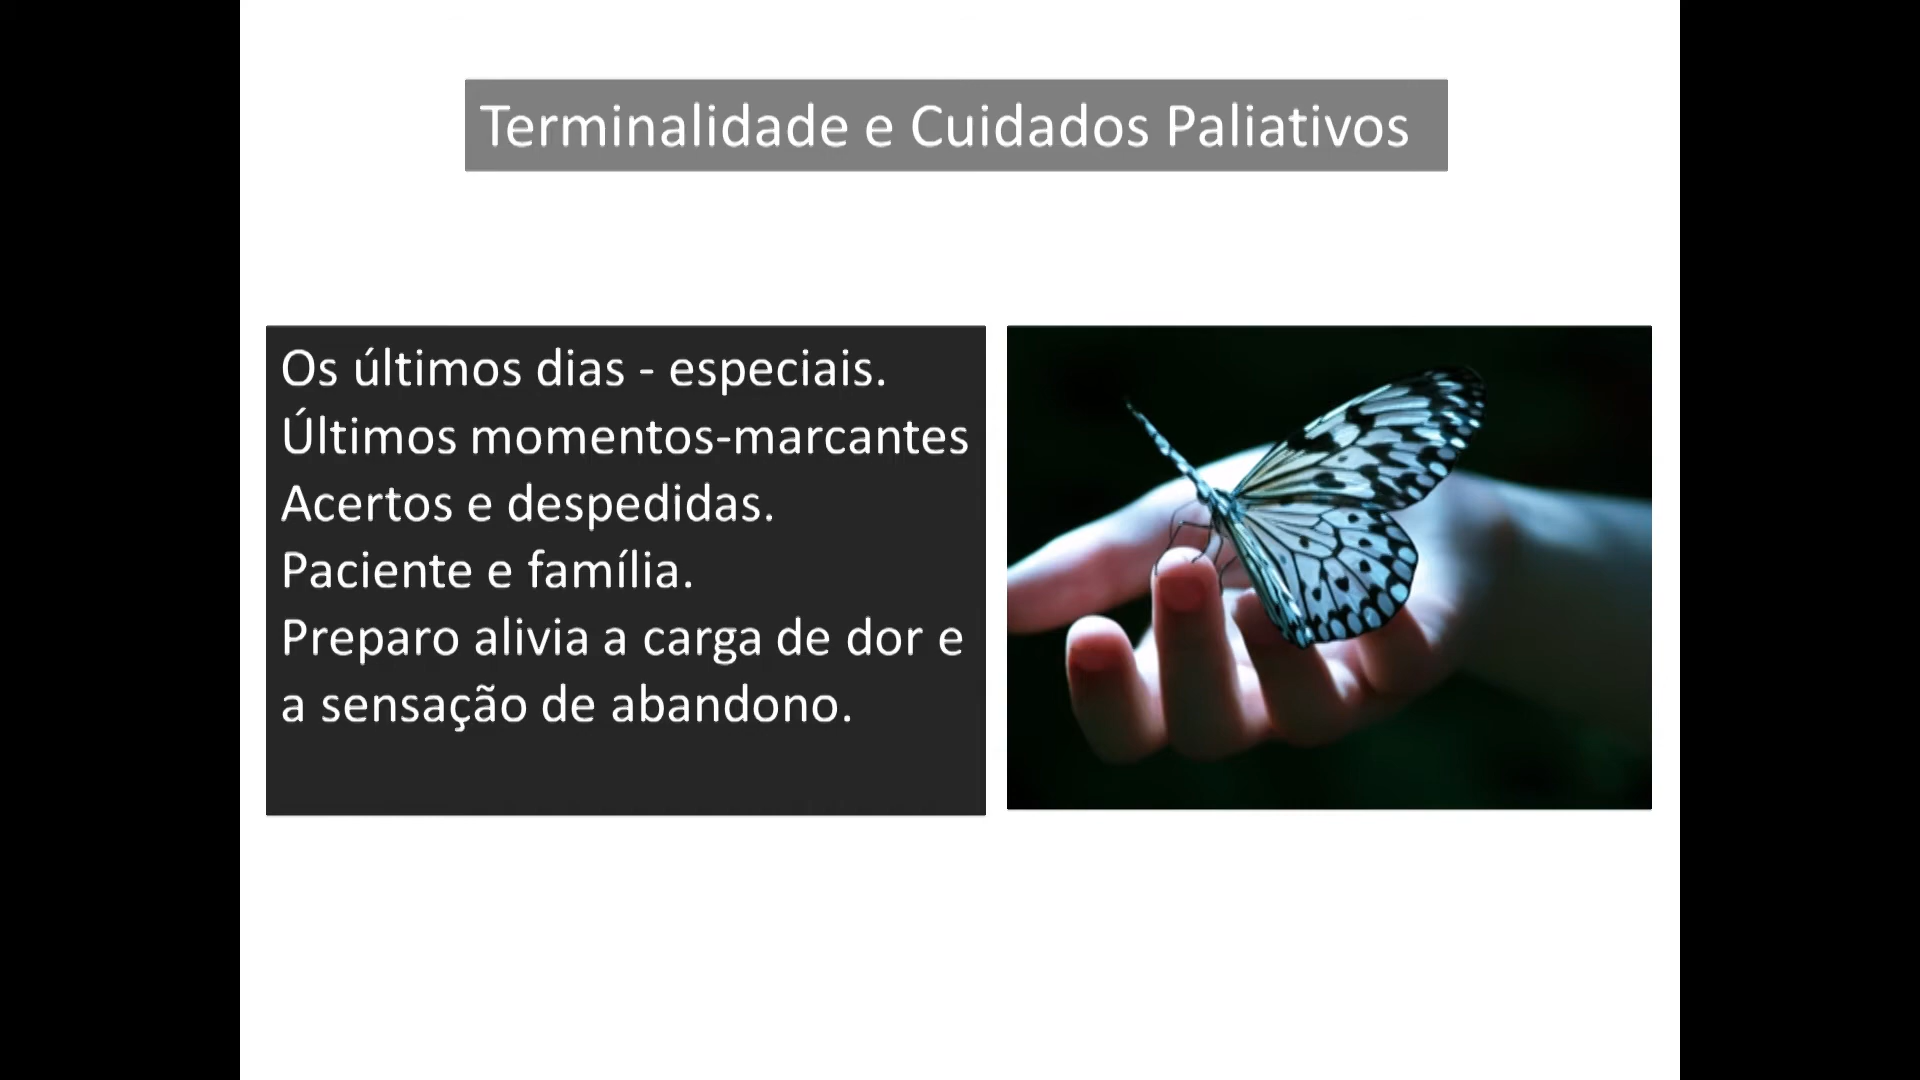 Terminalidade e Cuidados Paliativos
Os últimos dias - especiais.
Últimos momentos-marcantes
Acertos e despedidas.
Paciente e família.
Preparo alivia a carga de dor e
a sensação de abandono.